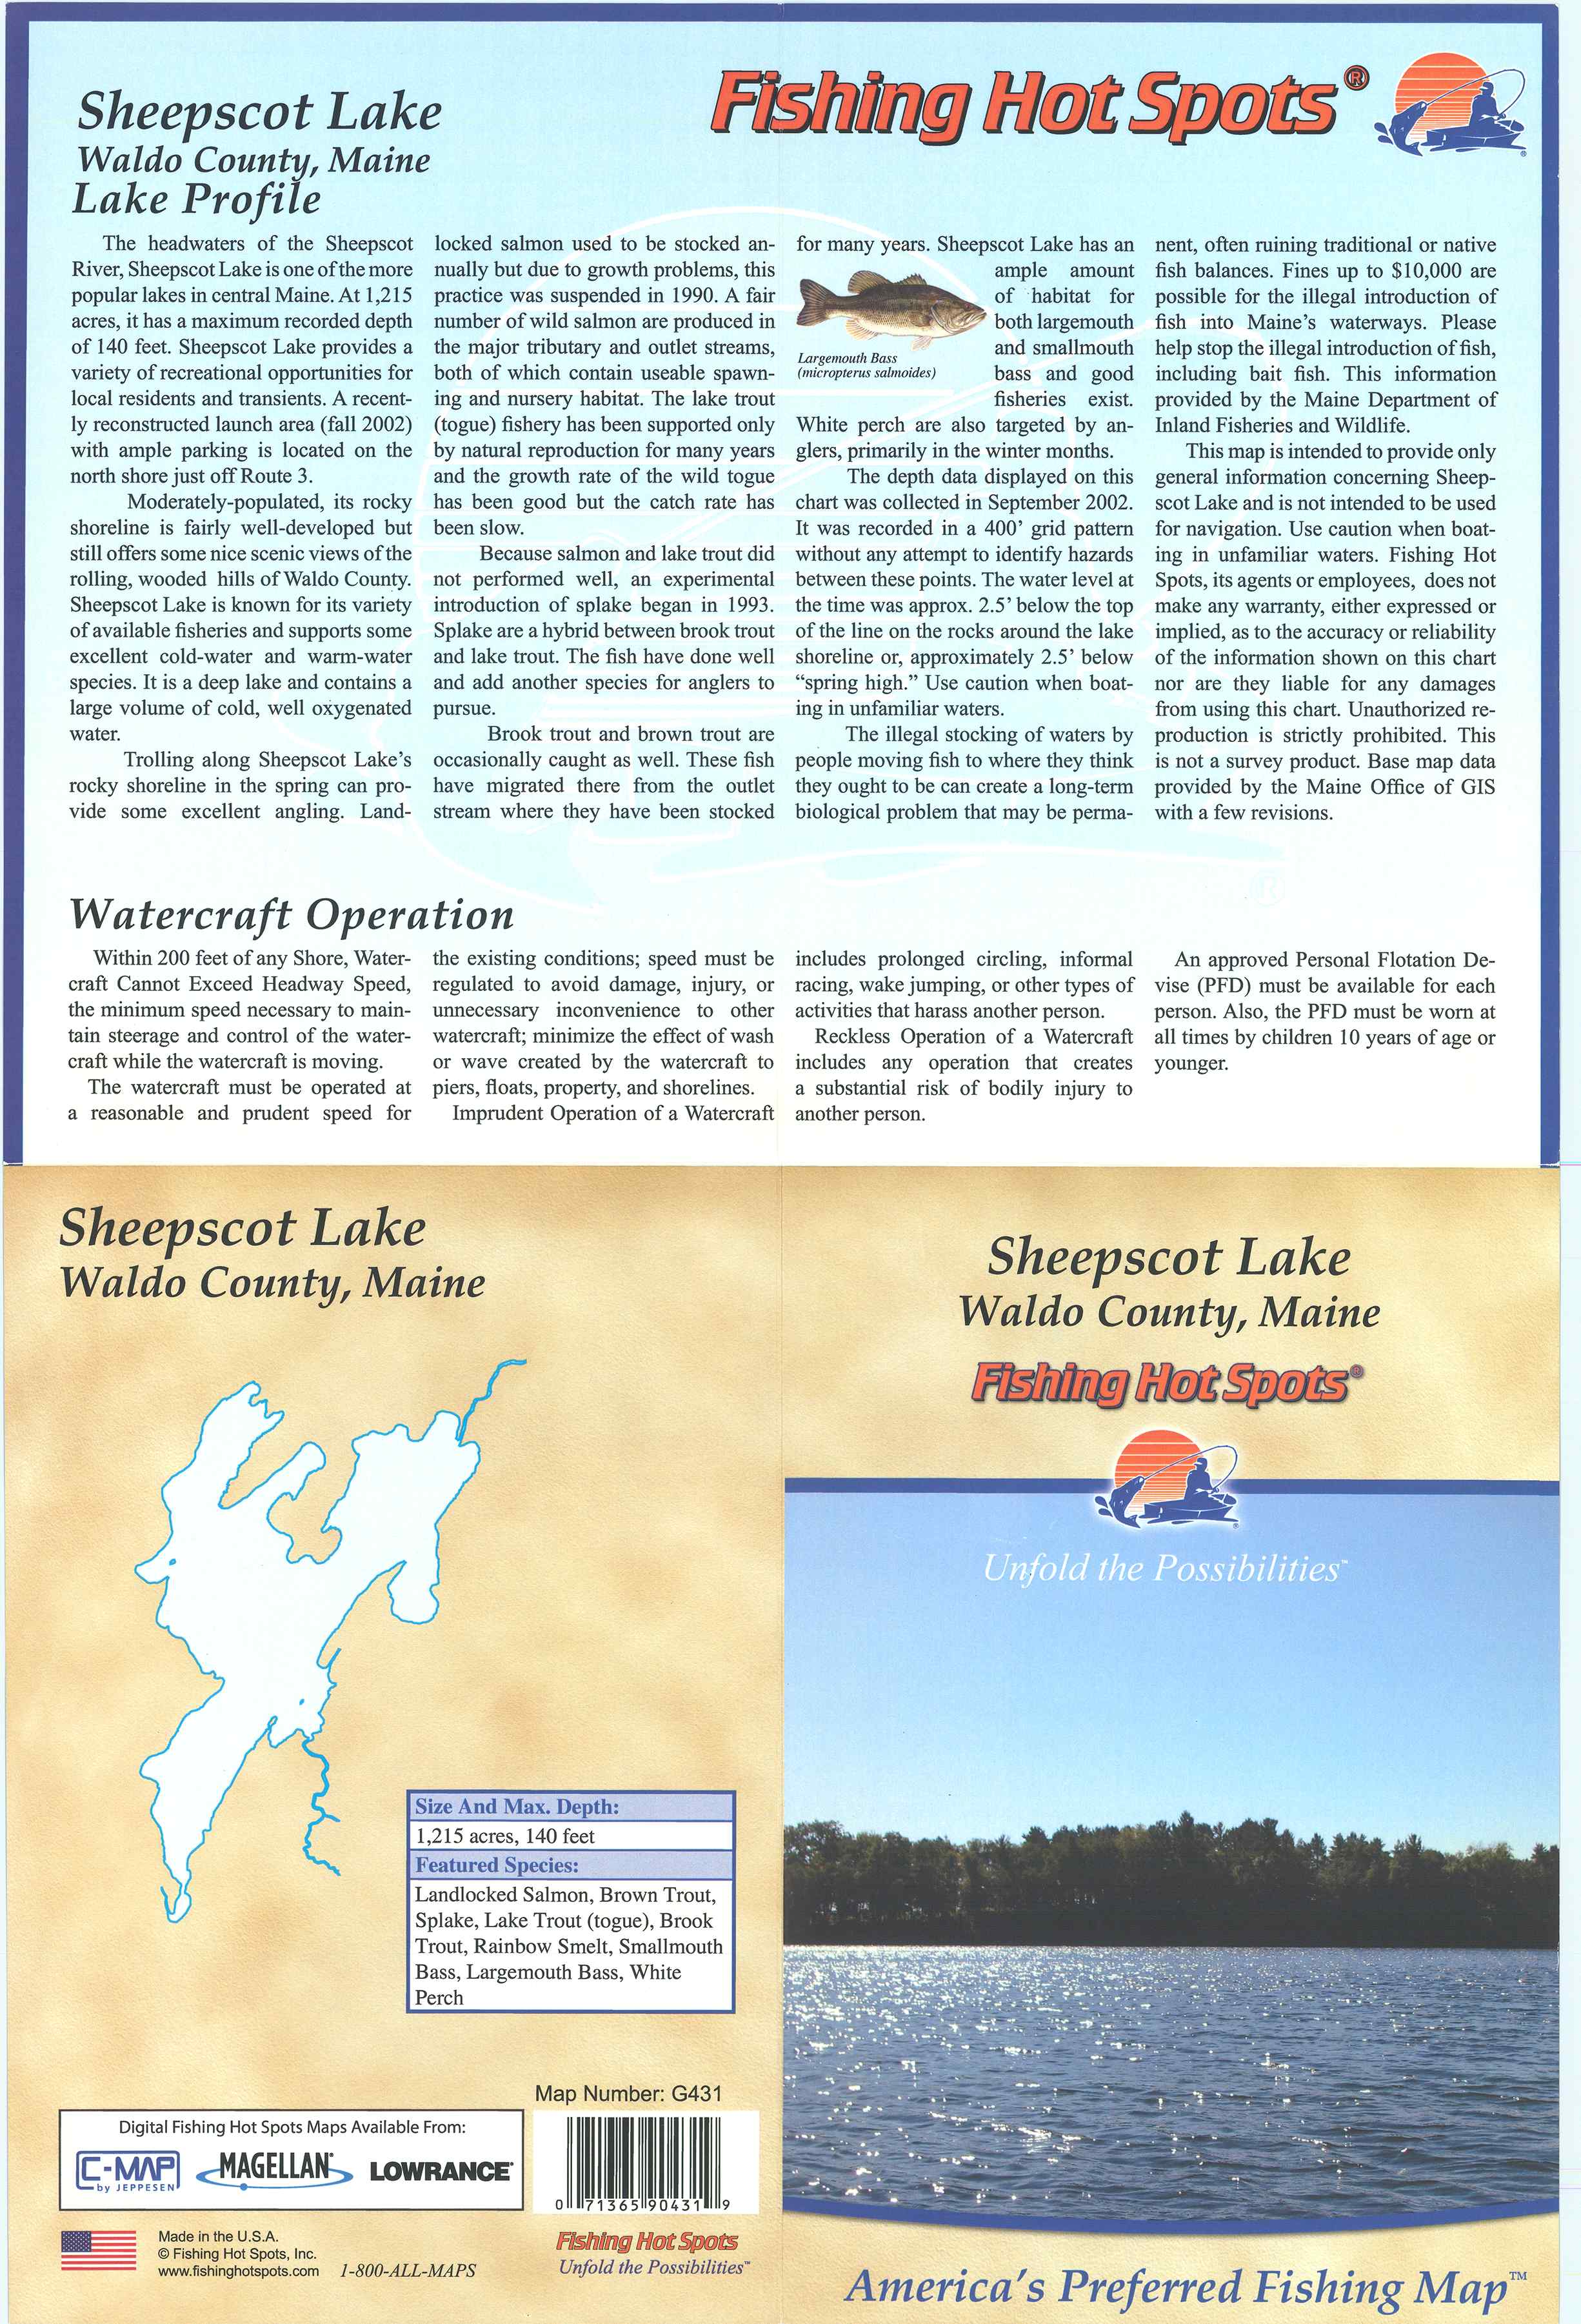 Sheepscot Lake
Waldo County, Maine
Lake Profile
Fishing Hot Spots®
The headwaters of the Sheepscot
River, Sheepscot Lake is one of the more
popular lakes in central Maine. At 1,215
acres, it has a maximum recorded depth
of 140 feet. Sheepscot Lake provides a
variety of recreational opportunities for
local residents and transients. A recent-
ly reconstructed launch area (fall 2002)
with ample parking is located on the
north shore just off Route 3.
Moderately-populated, its rocky
shoreline is fairly well-developed but
still offers some nice scenic views of the
rolling, wooded hills of Waldo County.
Sheepscot Lake is known for its variety
of available fisheries and supports some
excellent cold-water and warm-water
species. It is a deep lake and contains a
large volume of cold, well oxygenated
water.
Trolling along Sheepscot Lake's
rocky shoreline in the spring can pro-
vide some excellent angling. Land-
locked salmon used to be stocked an-
nually but due to growth problems, this
practice was suspended in 1990. A fair
number of wild salmon are produced in
the major tributary and outlet streams,
both of which contain useable spawn-
ing and nursery habitat. The lake trout
(togue) fishery has been supported only
by natural reproduction for many years
and the growth rate of the wild togue
has been good but the catch rate has
been slow.
Because salmon and lake trout did
not performed well, an experimental
introduction of splake began in 1993.
Splake are a hybrid between brook trout
and lake trout. The fish have done well
and add another species for anglers to
pursue.
Brook trout and brown trout are
occasionally caught as well. These fish
have migrated there from the outlet
stream where they have been stocked
for many years. Sheepscot Lake has an
ample amount
of habitat for
both largemouth
and smallmouth
bass and good
fisheries exist.
Largemouth Bass
(micropterus salmoides)
White perch are also targeted by an-
glers, primarily in the winter months.
The depth data displayed on this
chart was collected in September 2002.
It was recorded in a 400' grid pattern
without any attempt to identify hazards
between these points. The water level at
the time was approx. 2.5' below the top
of the line on the rocks around the lake
shoreline or, approximately 2.5' below
“spring high.” Use caution when boat-
ing in unfamiliar waters.
The illegal stocking of waters by
people moving fish to where they think
they ought to be can create a long-term
biological problem that may be perma-
nent, often ruining traditional or native
fish balances. Fines up to $10,000 are
possible for the illegal introduction of
fish into Maine's waterways. Please
help stop the illegal introduction of fish,
including bait fish. This information
provided by the Maine Department of
Inland Fisheries and Wildlife.
This map is intended to provide only
general information concerning Sheep-
scot Lake and is not intended to be used
for navigation. Use caution when boat-
ing in unfamiliar waters. Fishing Hot
Spots, its agents or employees, does not
make any warranty, either expressed or
implied, as to the accuracy or reliability
of the information shown on this chart
nor are they liable for any damages
from using this chart. Unauthorized re-
production is strictly prohibited. This
is not a survey product. Base map data
provided by the Maine Office of GIS
with a few revisions.
Watercraft Operation
Within 200 feet of any Shore, Water-
craft Cannot Exceed Headway Speed,
the minimum speed necessary to main-
tain steerage and control of the water-
craft while the watercraft is moving.
The watercraft must be operated at
a reasonable and prudent speed for
the existing conditions; speed must be
regulated to avoid damage, injury, or
unnecessary inconvenience to other
watercraft; minimize the effect of wash
or wave created by the watercraft to
piers, floats, property, and shorelines.
Imprudent Operation of a Watercraft
includes prolonged circling, informal
racing, wake jumping, or other types of
activities that harass another person.
Reckless Operation of a Watercraft
includes any operation that creates
a substantial risk of bodily injury to
another person.
An approved Personal Flotation De-
vise (PFD) must be available for each
person. Also, the PFD must be worn at
all times by children 10 years of age or
younger.
Sheepscot Lake
Waldo County, Maine
Size And Max. Depth:
1,215 acres, 140 feet
Featured Species:
Landlocked Salmon, Brown Trout,
Splake, Lake Trout (togue), Brook
Trout, Rainbow Smelt, Smallmouth
Bass, Largemouth Bass, White
Perch
Map Number: G431
Digital Fishing Hot Spots Maps Available From:
C-MAP
by JEPPESEN
MAGELLAN®
LOWRANCE®
0 71365 90431 9
Made in the U.S.A.
© Fishing Hot Spots, Inc.
www.fishinghotspots.com 1-800-ALL-MAPS
Fishing Hot Spots
Unfold the Possibilities™
Sheepscot Lake
Waldo County, Maine
Fishing Hot Spots®
Unfold the Possibilities™
America's Preferred Fishing Map™